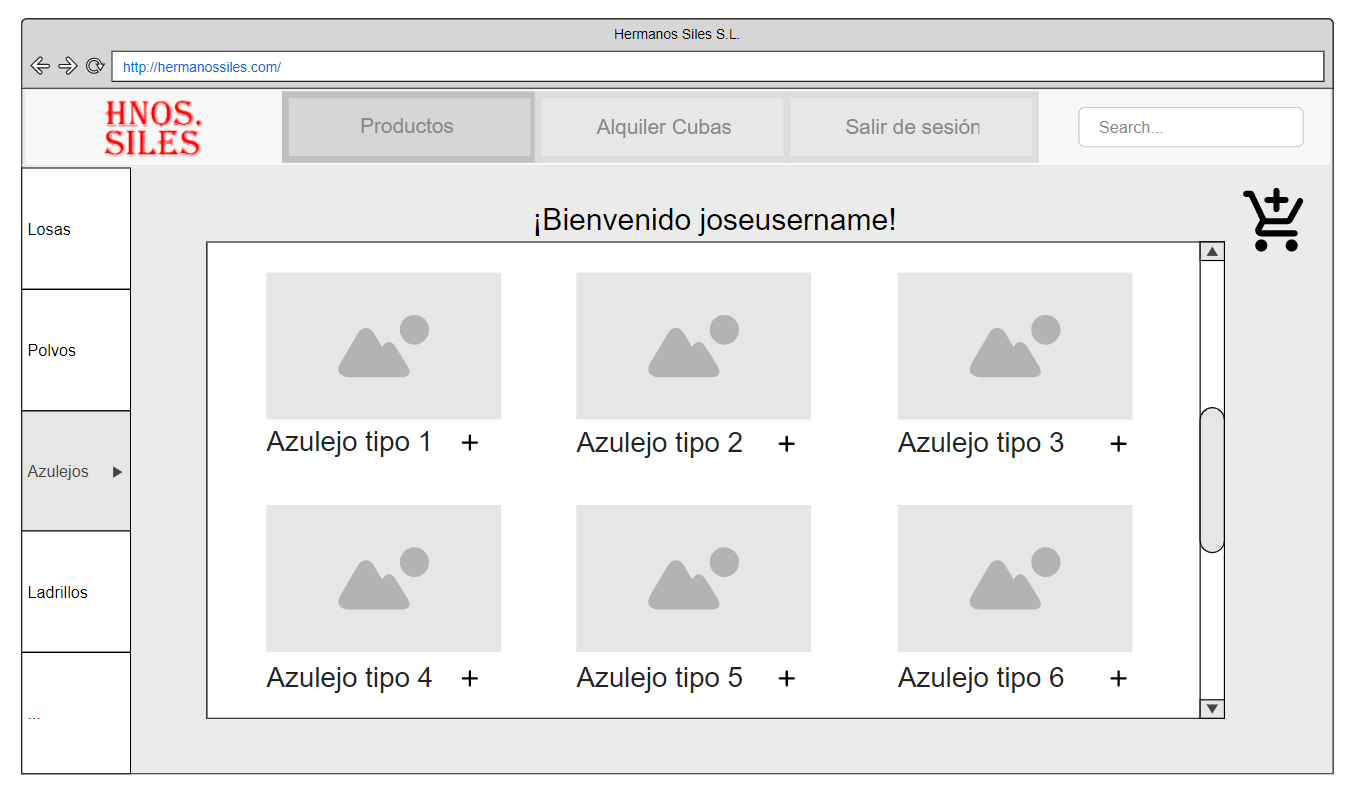 Hermanos Siles S.L.
http://hermanossiles.com/
HNOS.
SILES
Productos
Alquiler Cubas
Salir de sesión
Search...
Losas
Polvos
Azulejos
Ladrillos
...
¡Bienvenido joseusername!
Azulejo tipo 1 +
Azulejo tipo 2 +
Azulejo tipo 3 +
Azulejo tipo 4 +
Azulejo tipo 5 +
Azulejo tipo 6 +